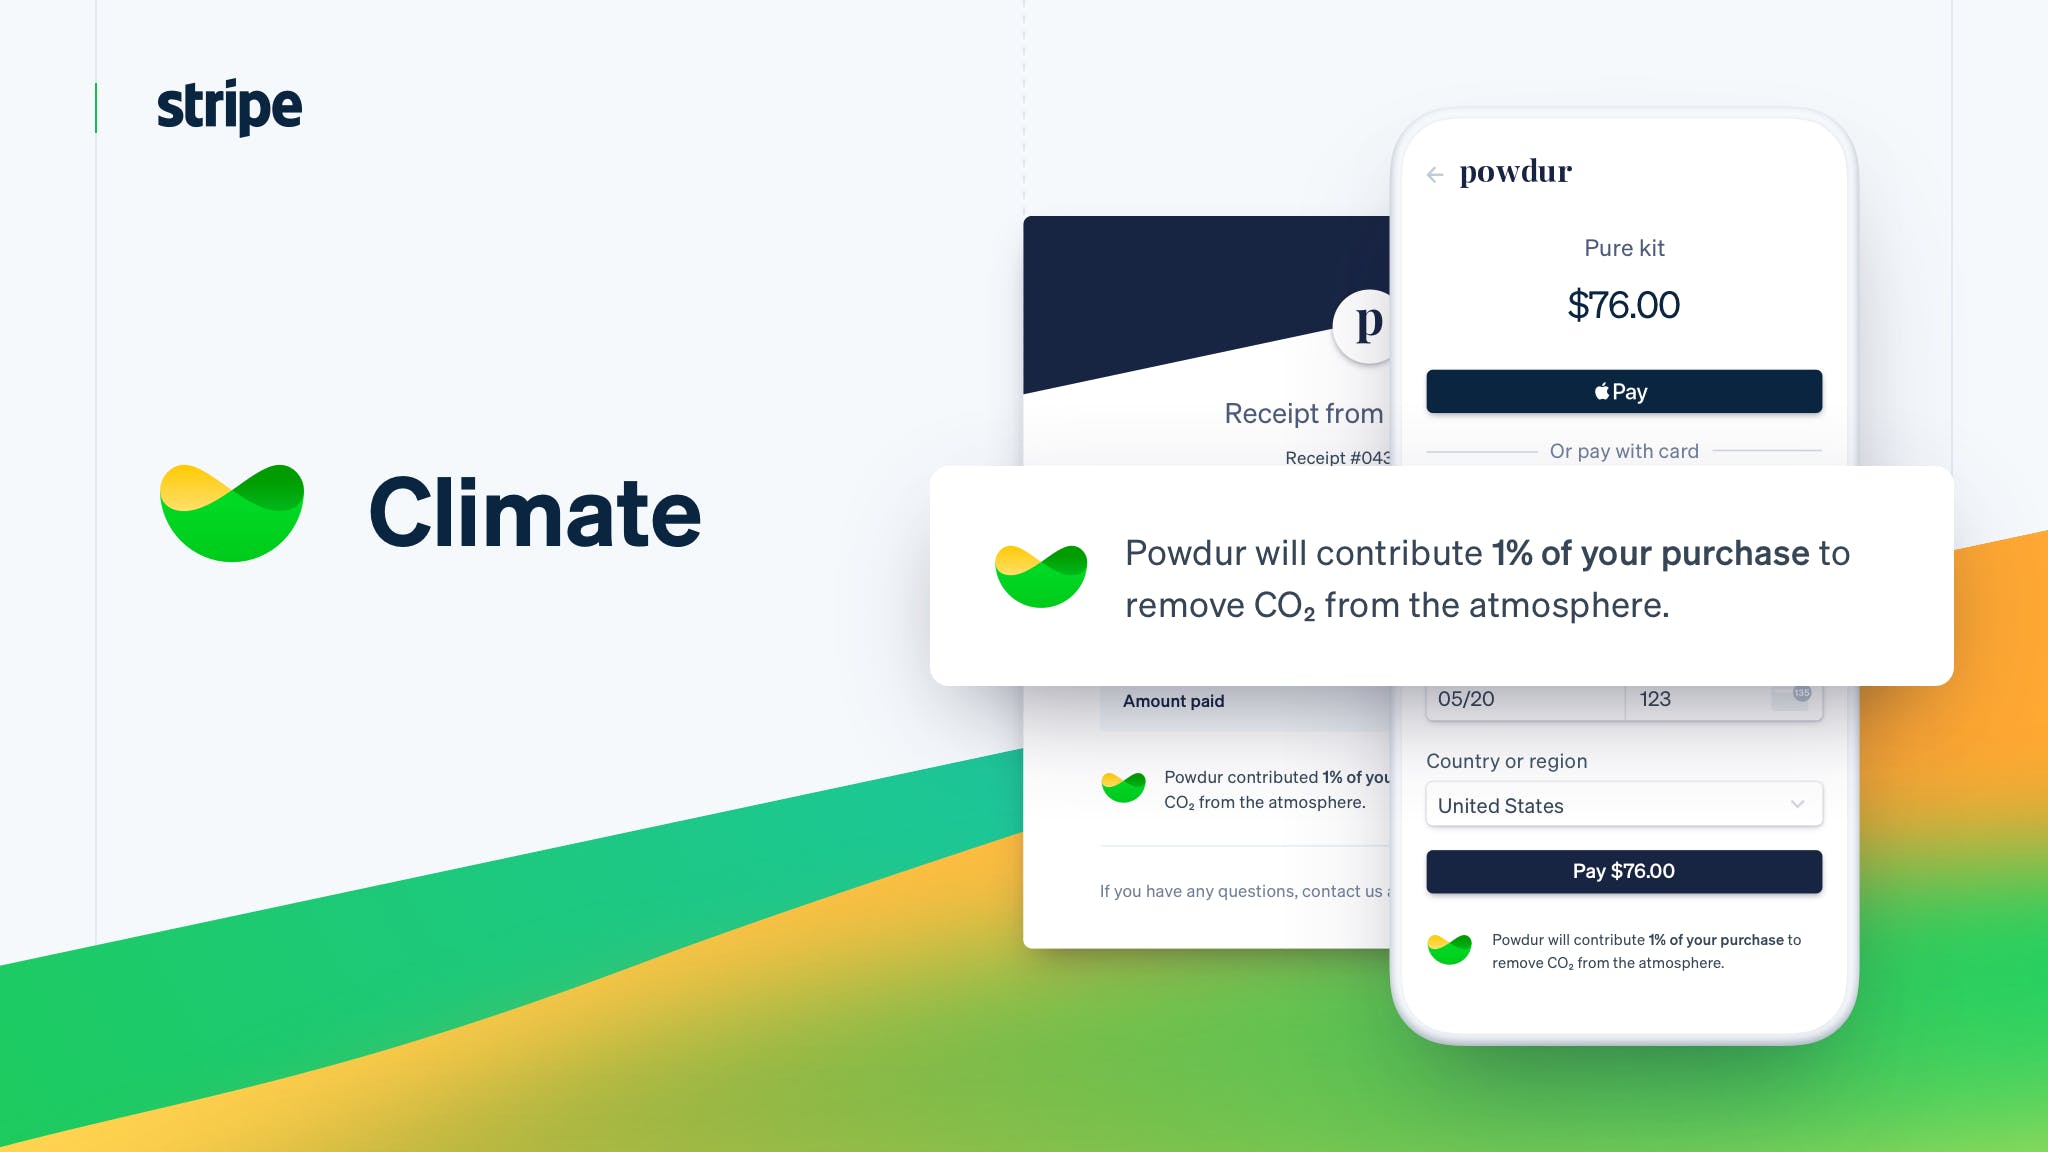 stripe
Climate
p
Receipt from
Receipt #043
Amount paid
Powdur contributed 1% of you
CO₂ from the atmosphere.
If you have any questions, contact us
powdur
Pure kit
$76.00
Pay
Or pay with card
Powdur will contribute 1% of your purchase to
remove CO₂ from the atmosphere.
05/20
123
135
Country or region
United States
Pay $76.00
Powdur will contribute 1% of your purchase to
remove CO₂ from the atmosphere.